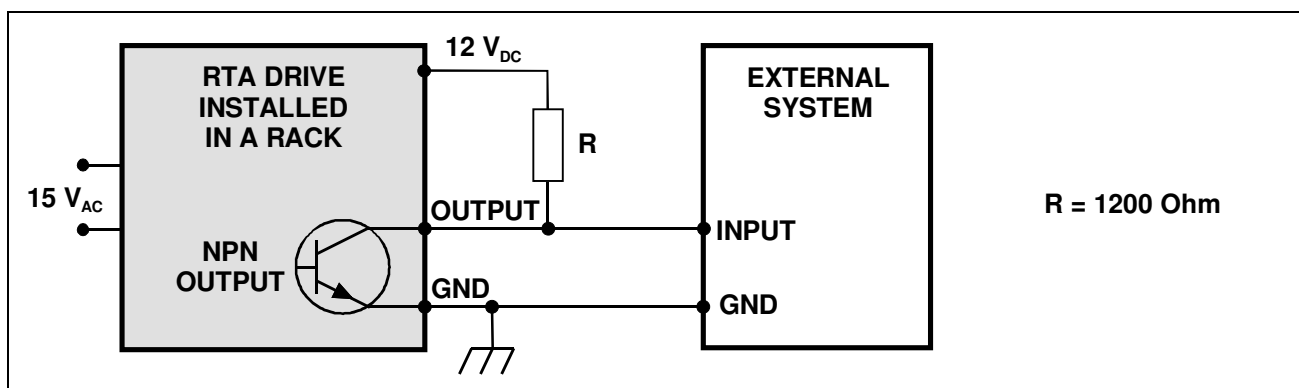 12 V_DC
RTA DRIVE
INSTALLED
IN A RACK
EXTERNAL
SYSTEM
R
15 V_AC
OUTPUT
R = 1200 Ohm
INPUT
NPN
OUTPUT
GND
GND